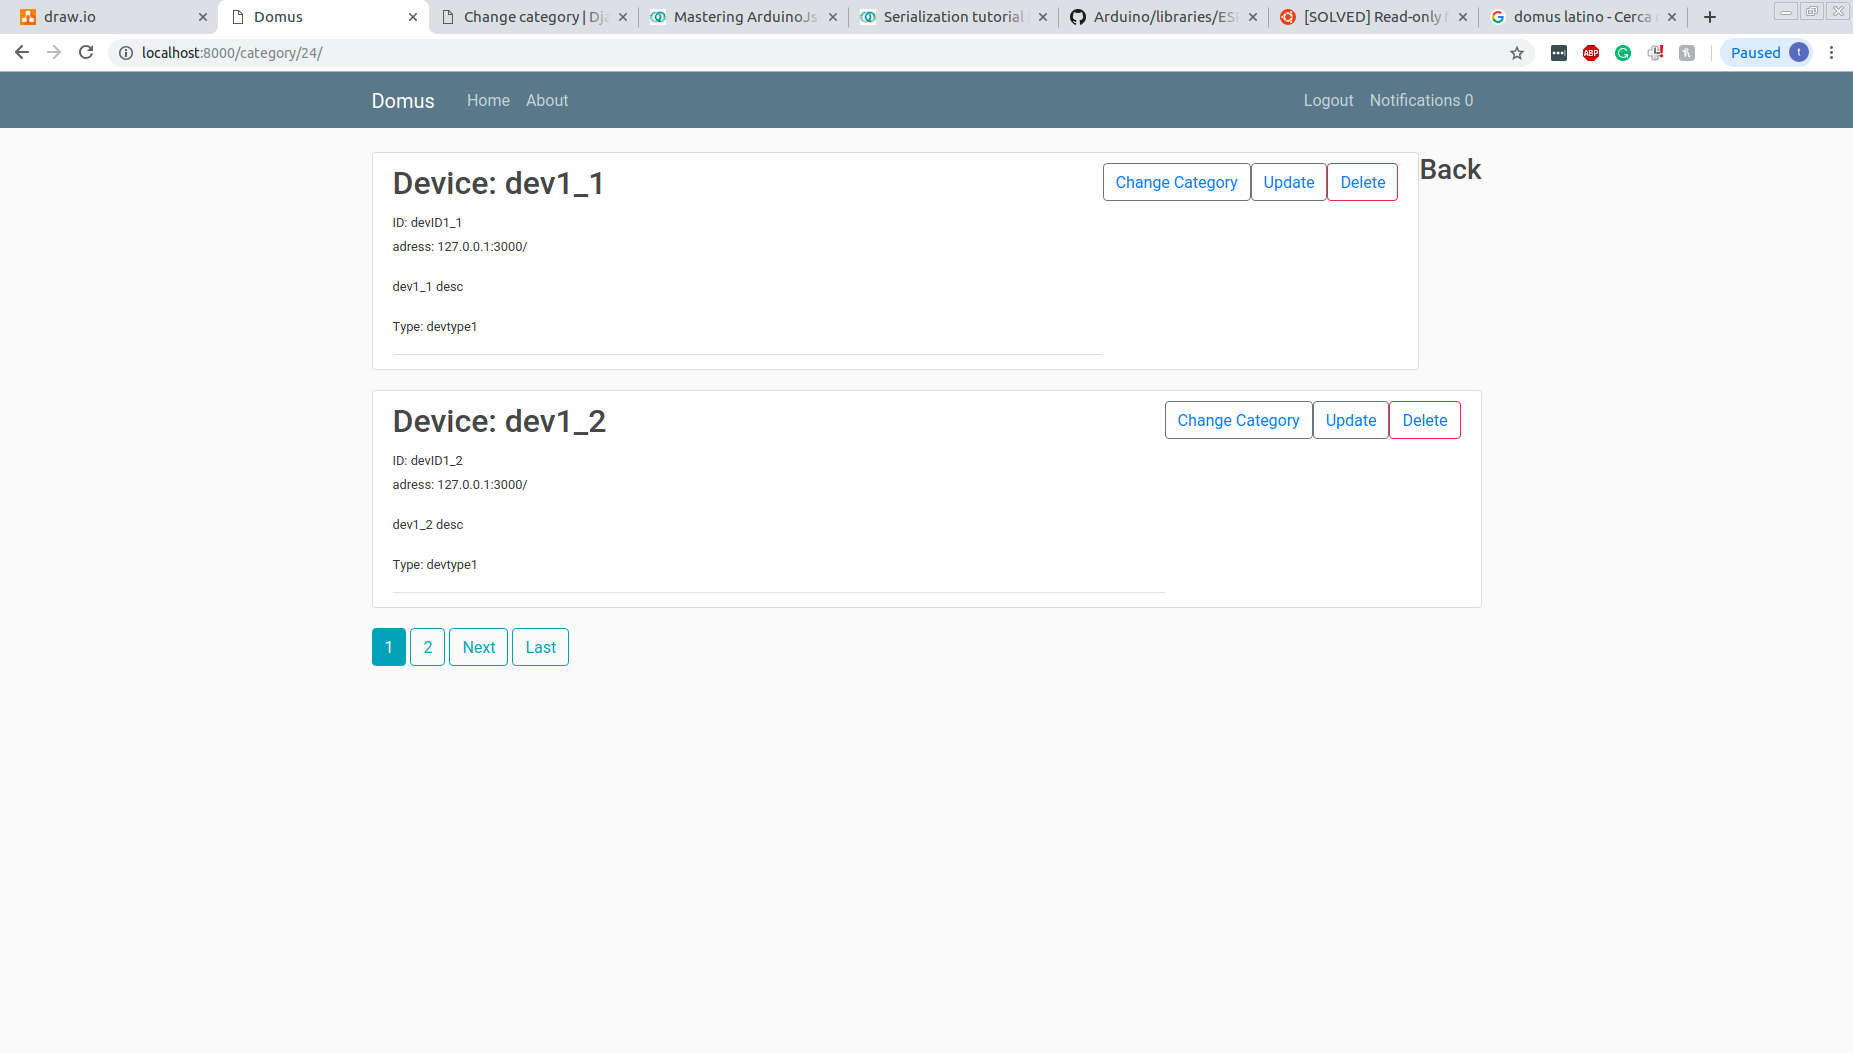 draw.io
Domus
Change category | Dja
Mastering ArduinoJs
Serialization tutorial
Arduino/libraries/ESP
[SOLVED] Read-only f
domus latino - Cerca
localhost:8000/category/24/
ABP
Paused
t
Domus
Home
About
Logout
Notifications 0
Device: dev1_1
Change Category
Update
Delete
Back
ID: devID1_1
adress: 127.0.0.1:3000/
dev1_1 desc
Type: devtype1
Device: dev1_2
Change Category
Update
Delete
ID: devID1_2
adress: 127.0.0.1:3000/
dev1_2 desc
Type: devtype1
1
2
Next
Last